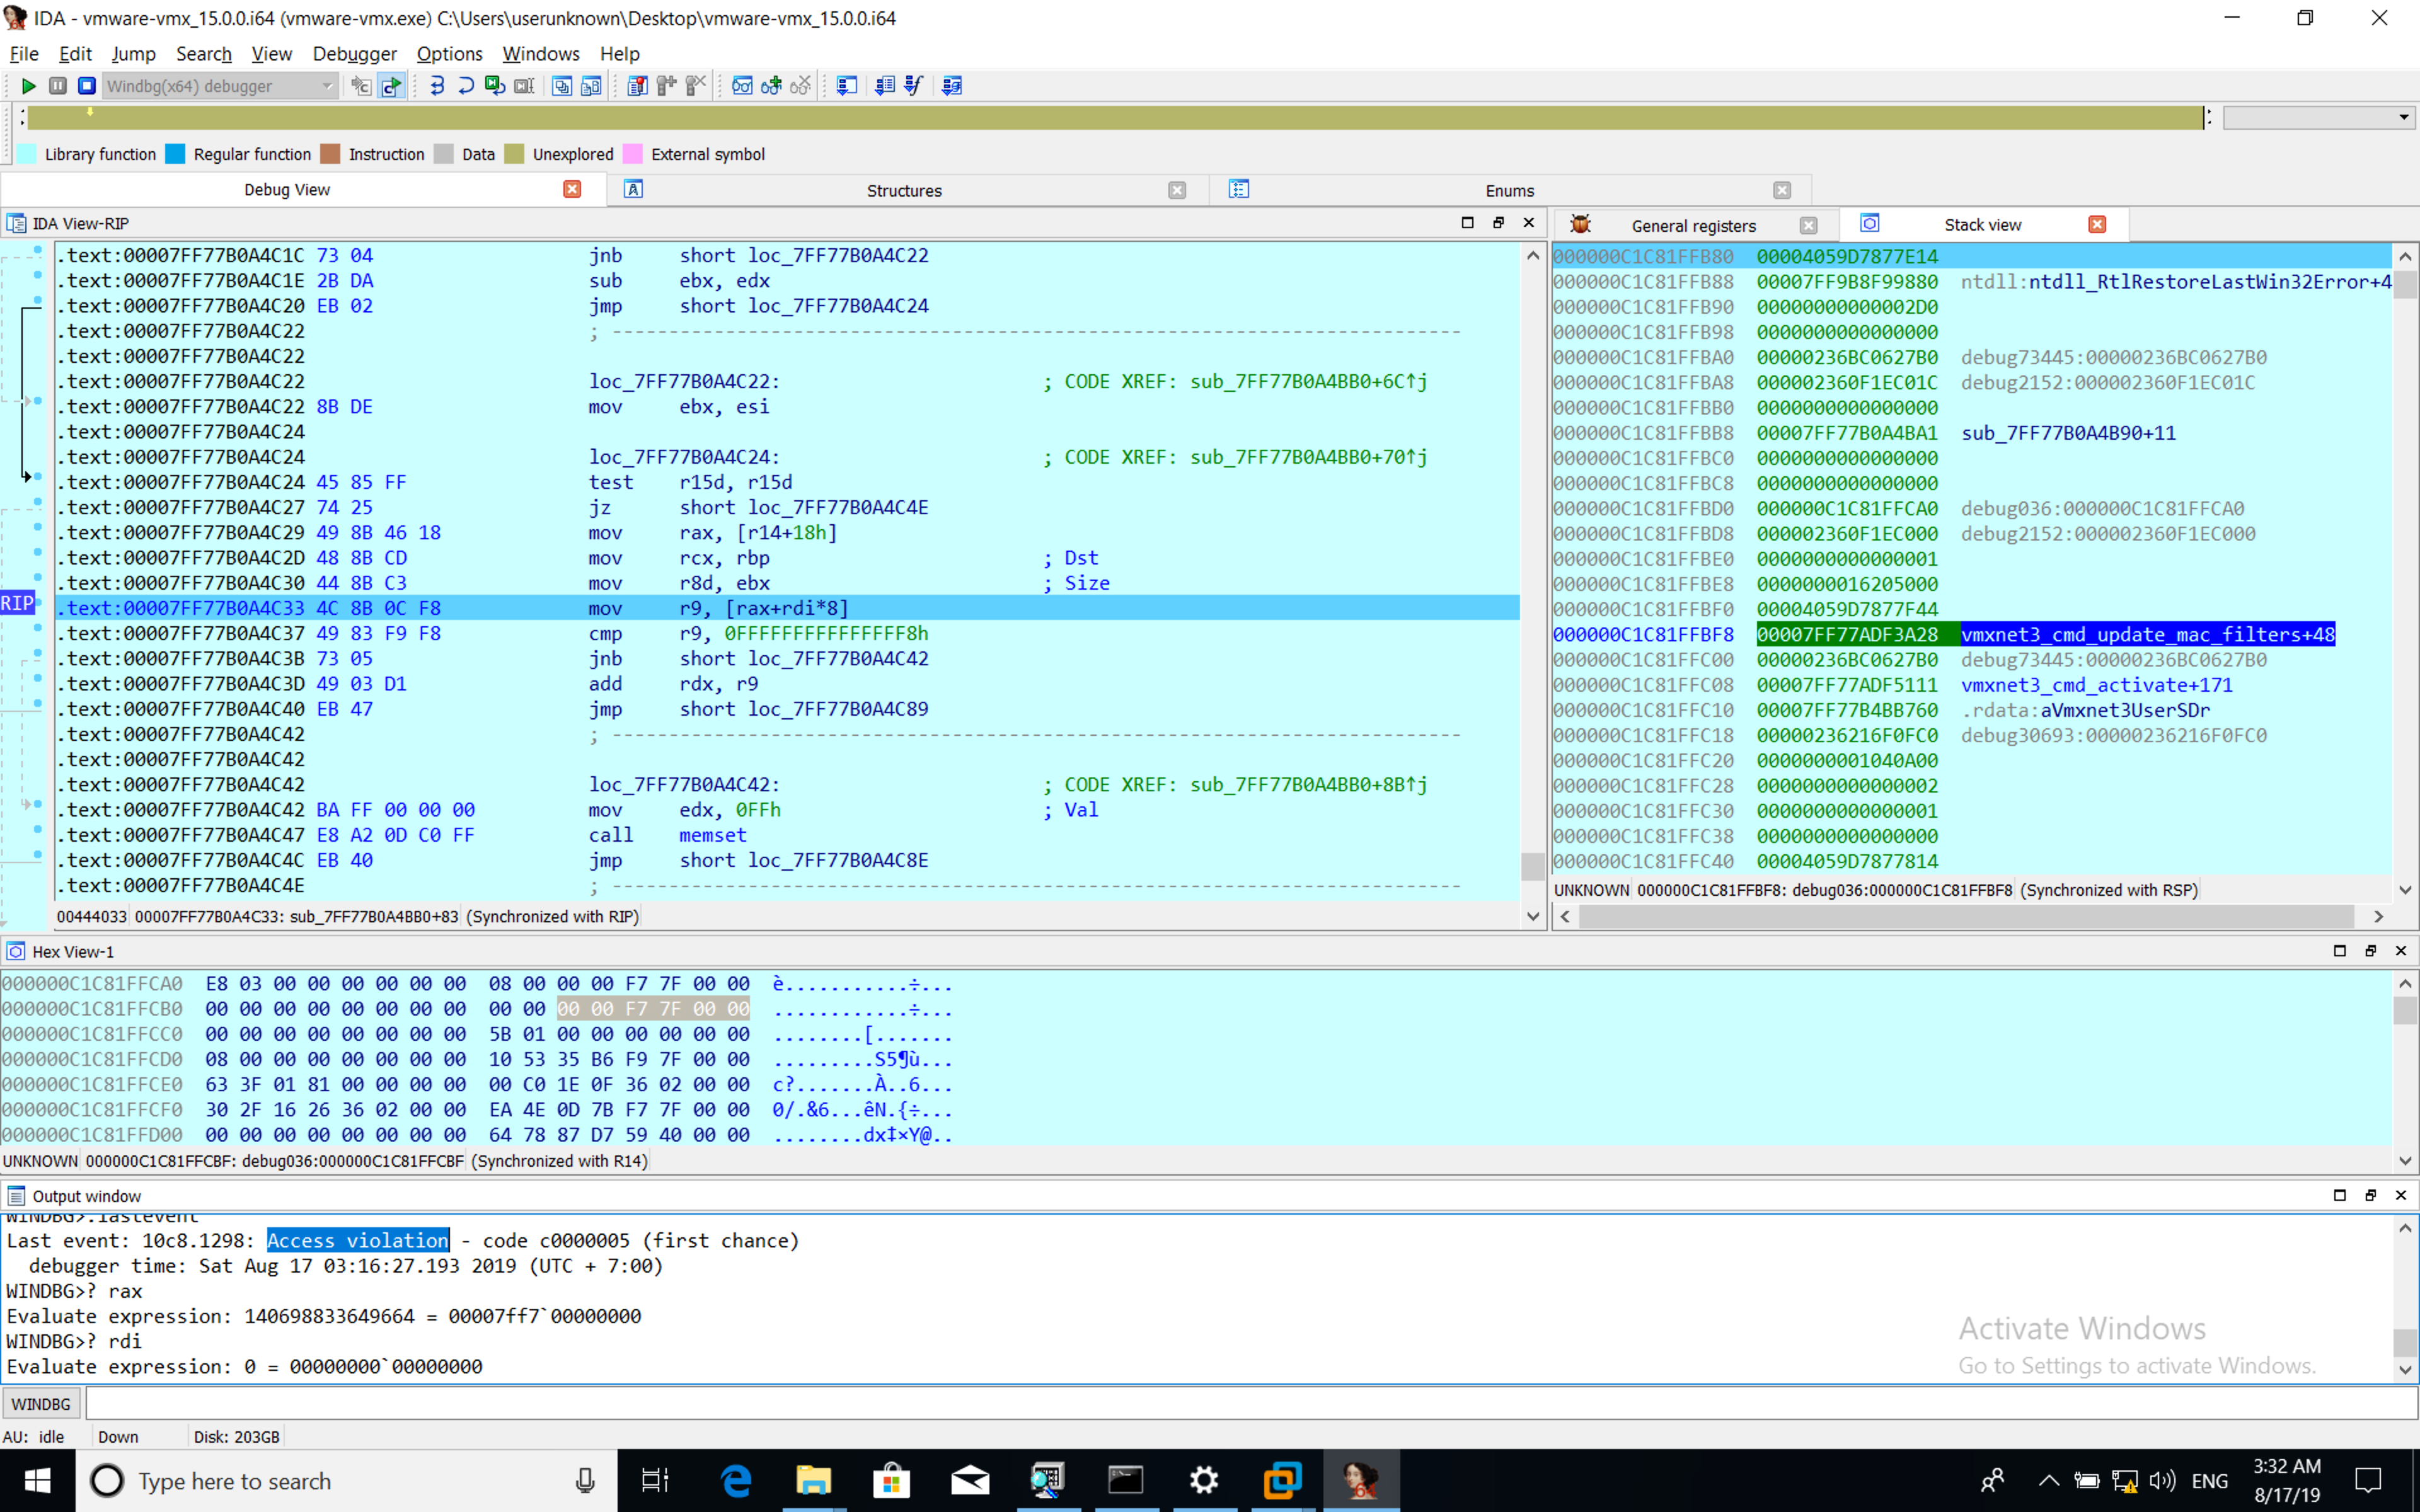 IDA - vmware-vmx_15.0.0.i64 (vmware-vmx.exe) C:\Users\userunknown\Desktop\vmware-vmx_15.0.0.i64
File Edit Jump Search View Debugger Options Windows Help
Windbg(x64) debugger
Library function Regular function Instruction Data Unexplored External symbol
Debug View Structures Enums
IDA View-RIP
.text:00007FF77B0A4C1C 73 04 jnb short loc_7FF77B0A4C22
.text:00007FF77B0A4C1E 2B DA sub ebx, edx
.text:00007FF77B0A4C20 EB 02 jmp short loc_7FF77B0A4C24
.text:00007FF77B0A4C22 ; ---------------------------------------------------------------------------
.text:00007FF77B0A4C22
.text:00007FF77B0A4C22 loc_7FF77B0A4C22: ; CODE XREF: sub_7FF77B0A4BB0+6C↑j
.text:00007FF77B0A4C22 8B DE mov ebx, esi
.text:00007FF77B0A4C24
.text:00007FF77B0A4C24 loc_7FF77B0A4C24: ; CODE XREF: sub_7FF77B0A4BB0+70↑j
.text:00007FF77B0A4C24 45 85 FF test r15d, r15d
.text:00007FF77B0A4C27 74 25 jz short loc_7FF77B0A4C4E
.text:00007FF77B0A4C29 49 8B 46 18 mov rax, [r14+18h]
.text:00007FF77B0A4C2D 48 8B CD mov rcx, rbp ; Dst
.text:00007FF77B0A4C30 44 8B C3 mov r8d, ebx ; Size
RIP .text:00007FF77B0A4C33 4C 8B 0C F8 mov r9, [rax+rdi*8]
.text:00007FF77B0A4C37 49 83 F9 F8 cmp r9, 0FFFFFFFFFFFFFFF8h
.text:00007FF77B0A4C3B 73 05 jnb short loc_7FF77B0A4C42
.text:00007FF77B0A4C3D 49 03 D1 add rdx, r9
.text:00007FF77B0A4C40 EB 47 jmp short loc_7FF77B0A4C89
.text:00007FF77B0A4C42 ; ---------------------------------------------------------------------------
.text:00007FF77B0A4C42
.text:00007FF77B0A4C42 loc_7FF77B0A4C42: ; CODE XREF: sub_7FF77B0A4BB0+8B↑j
.text:00007FF77B0A4C42 BA FF 00 00 00 mov edx, 0FFh ; Val
.text:00007FF77B0A4C47 E8 A2 0D C0 FF call memset
.text:00007FF77B0A4C4C EB 40 jmp short loc_7FF77B0A4C8E
.text:00007FF77B0A4C4E ; ---------------------------------------------------------------------------
00444033 00007FF77B0A4C33: sub_7FF77B0A4BB0+83 (Synchronized with RIP)
General registers Stack view
000000C1C81FFB80 00004059D7877E14
000000C1C81FFB88 00007FF9B8F99880 ntdll:ntdll_RtlRestoreLastWin32Error+4
000000C1C81FFB90 00000000000002D0
000000C1C81FFB98 0000000000000000
000000C1C81FFBA0 00000236BC0627B0 debug73445:00000236BC0627B0
000000C1C81FFBA8 000002360F1EC01C debug2152:000002360F1EC01C
000000C1C81FFBB0 0000000000000000
000000C1C81FFBB8 00007FF77B0A4BA1 sub_7FF77B0A4B90+11
000000C1C81FFBC0 0000000000000000
000000C1C81FFBC8 0000000000000000
000000C1C81FFBD0 000000C1C81FFCA0 debug036:000000C1C81FFCA0
000000C1C81FFBD8 000002360F1EC000 debug2152:000002360F1EC000
000000C1C81FFBE0 0000000000000001
000000C1C81FFBE8 0000000016205000
000000C1C81FFBF0 00004059D7877F44
000000C1C81FFBF8 00007FF77ADF3A28 vmxnet3_cmd_update_mac_filters+48
000000C1C81FFC00 00000236BC0627B0 debug73445:00000236BC0627B0
000000C1C81FFC08 00007FF77ADF5111 vmxnet3_cmd_activate+171
000000C1C81FFC10 00007FF77B4BB760 .rdata:aVmxnet3UserSDr
000000C1C81FFC18 00000236216F0FC0 debug30693:00000236216F0FC0
000000C1C81FFC20 0000000001040A00
000000C1C81FFC28 0000000000000002
000000C1C81FFC30 0000000000000001
000000C1C81FFC38 0000000000000000
000000C1C81FFC40 00004059D7877814
UNKNOWN 000000C1C81FFBF8: debug036:000000C1C81FFBF8 (Synchronized with RSP)
Hex View-1
000000C1C81FFCA0 E8 03 00 00 00 00 00 00 08 00 00 00 F7 7F 00 00 è...........÷...
000000C1C81FFCB0 00 00 00 00 00 00 00 00 00 00 00 00 F7 7F 00 00 ............÷...
000000C1C81FFCC0 00 00 00 00 00 00 00 00 5B 01 00 00 00 00 00 00 ........[.......
000000C1C81FFCD0 08 00 00 00 00 00 00 00 10 53 35 B6 F9 7F 00 00 .........S5¶ù...
000000C1C81FFCE0 63 3F 01 81 00 00 00 00 00 C0 1E 0F 36 02 00 00 c?.......À..6...
000000C1C81FFCF0 30 2F 16 26 36 02 00 00 EA 4E 0D 7B F7 7F 00 00 0/.&6...êN.{÷...
000000C1C81FFD00 00 00 00 00 00 00 00 00 64 78 87 D7 59 40 00 00 ........dx‡×Y@..
UNKNOWN 000000C1C81FFCBF: debug036:000000C1C81FFCBF (Synchronized with R14)
Output window
WINDBG>.lastevent
Last event: 10c8.1298: Access violation - code c0000005 (first chance)
debugger time: Sat Aug 17 03:16:27.193 2019 (UTC + 7:00)
WINDBG>? rax
Evaluate expression: 140698833649664 = 00007ff7`00000000
WINDBG>? rdi
Evaluate expression: 0 = 00000000`00000000
Activate Windows
Go to Settings to activate Windows.
WINDBG
AU: idle Down Disk: 203GB
Type here to search
ENG
3:32 AM
8/17/19